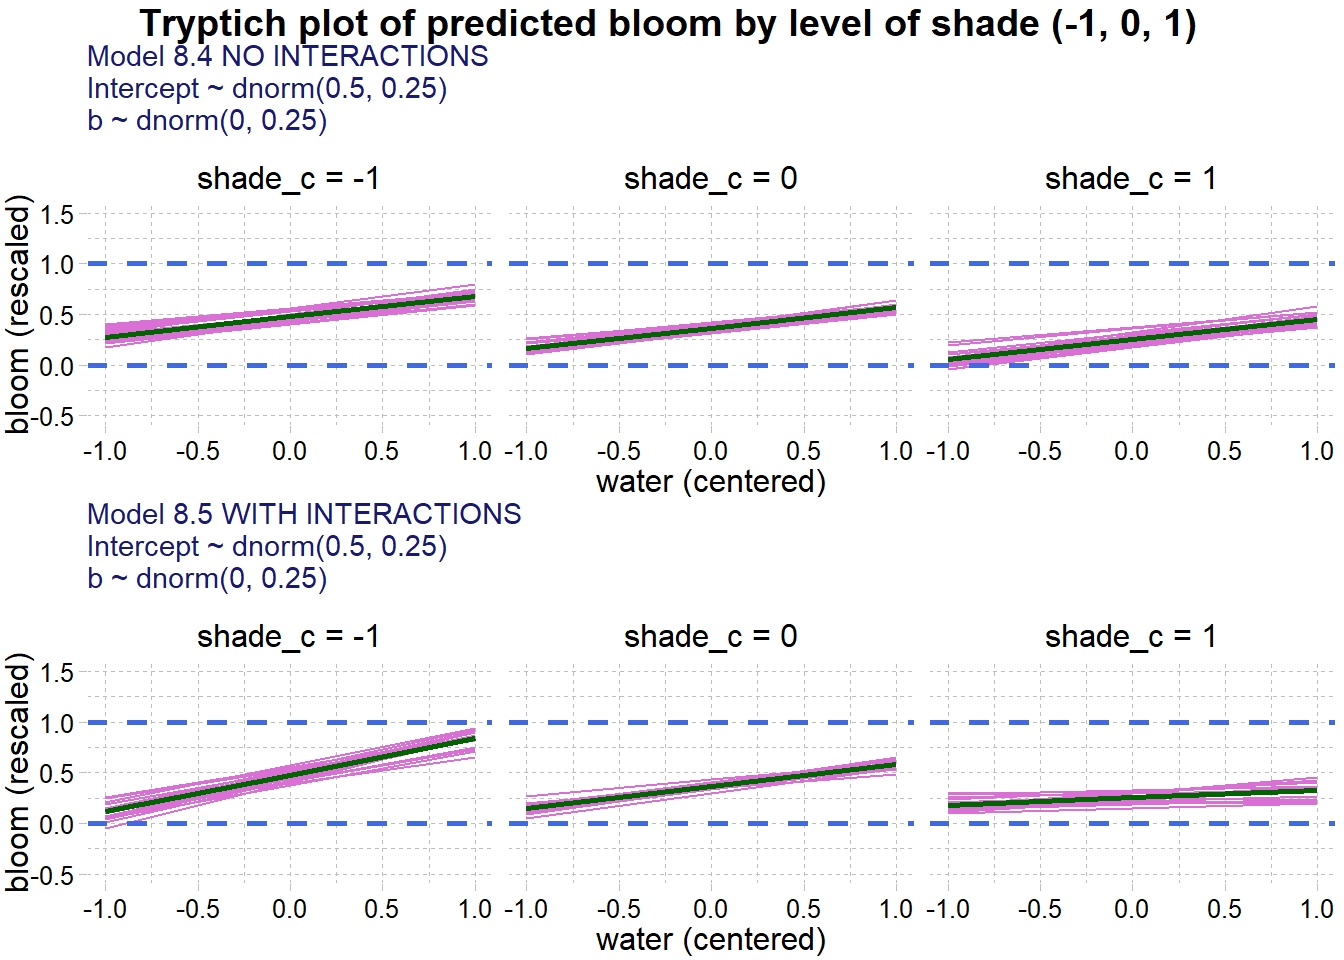 Tryptich plot of predicted bloom by level of shade (-1, 0, 1)
Model 8.4 NO INTERACTIONS
Intercept ~ dnorm(0.5, 0.25)
b ~ dnorm(0, 0.25)
shade_c = -1
shade_c = 0
shade_c = 1
bloom (rescaled)
1.5
1.0
0.5
0.0
-0.5
-1.0 -0.5 0.0 0.5 1.0
-1.0 -0.5 0.0 0.5 1.0
-1.0 -0.5 0.0 0.5 1.0
water (centered)
Model 8.5 WITH INTERACTIONS
Intercept ~ dnorm(0.5, 0.25)
b ~ dnorm(0, 0.25)
shade_c = -1
shade_c = 0
shade_c = 1
bloom (rescaled)
1.5
1.0
0.5
0.0
-0.5
-1.0 -0.5 0.0 0.5 1.0
-1.0 -0.5 0.0 0.5 1.0
-1.0 -0.5 0.0 0.5 1.0
water (centered)